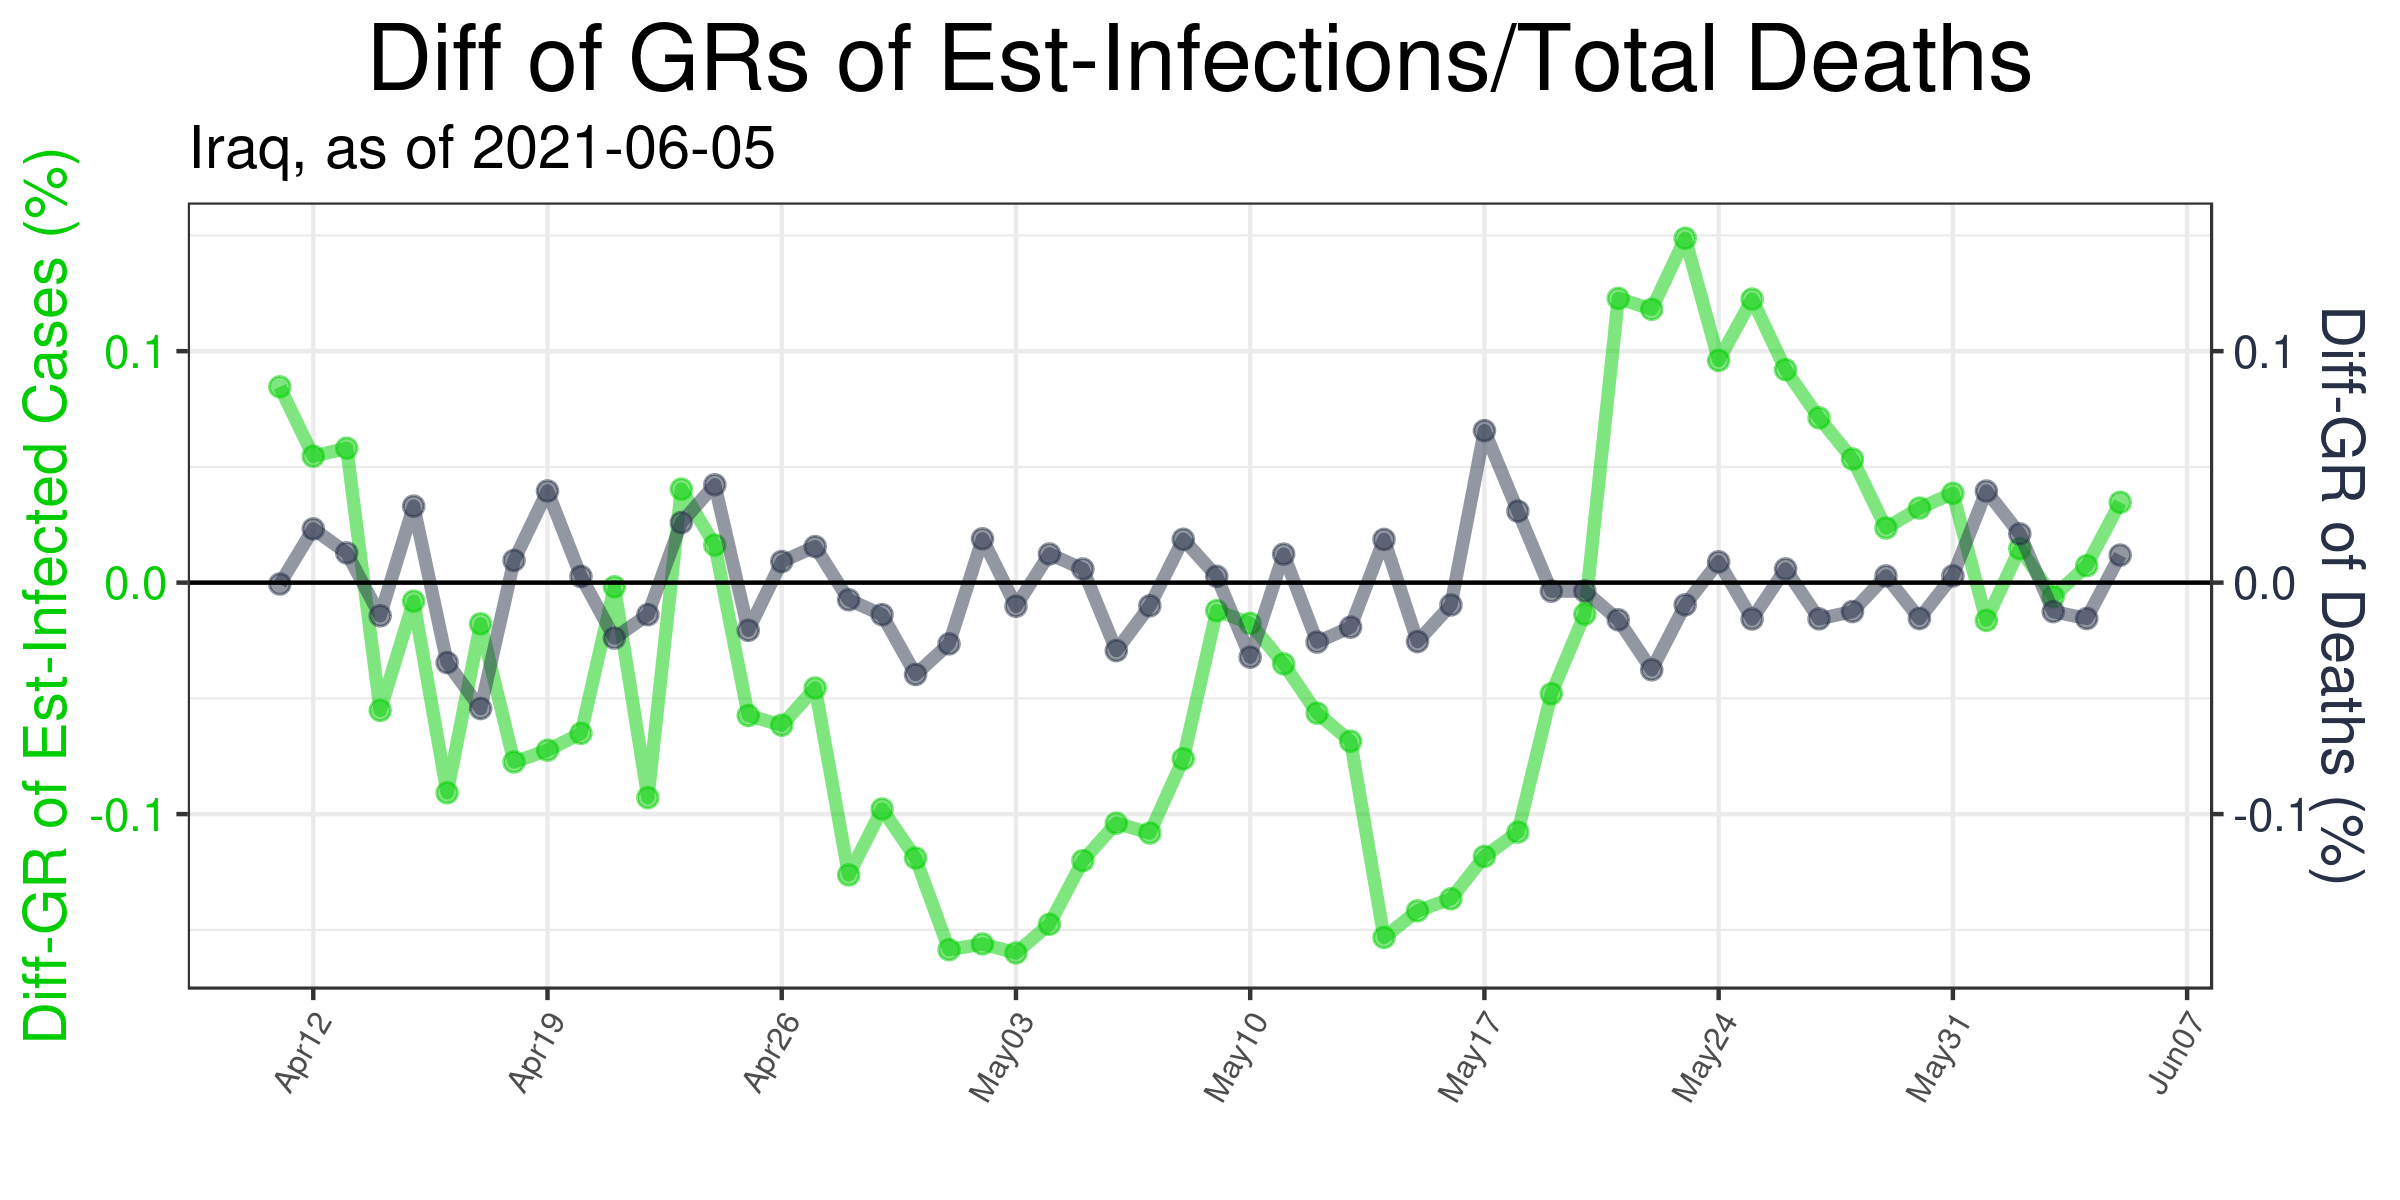 Diff of GRs of Est-Infections/Total Deaths
Iraq, as of 2021-06-05
Diff-GR of Est-Infected Cases (%)
0.1
0.0
-0.1
0.1
0.0
-0.1
Diff-GR of Deaths (%)
Apr12
Apr19
Apr26
May03
May10
May17
May24
May31
Jun07